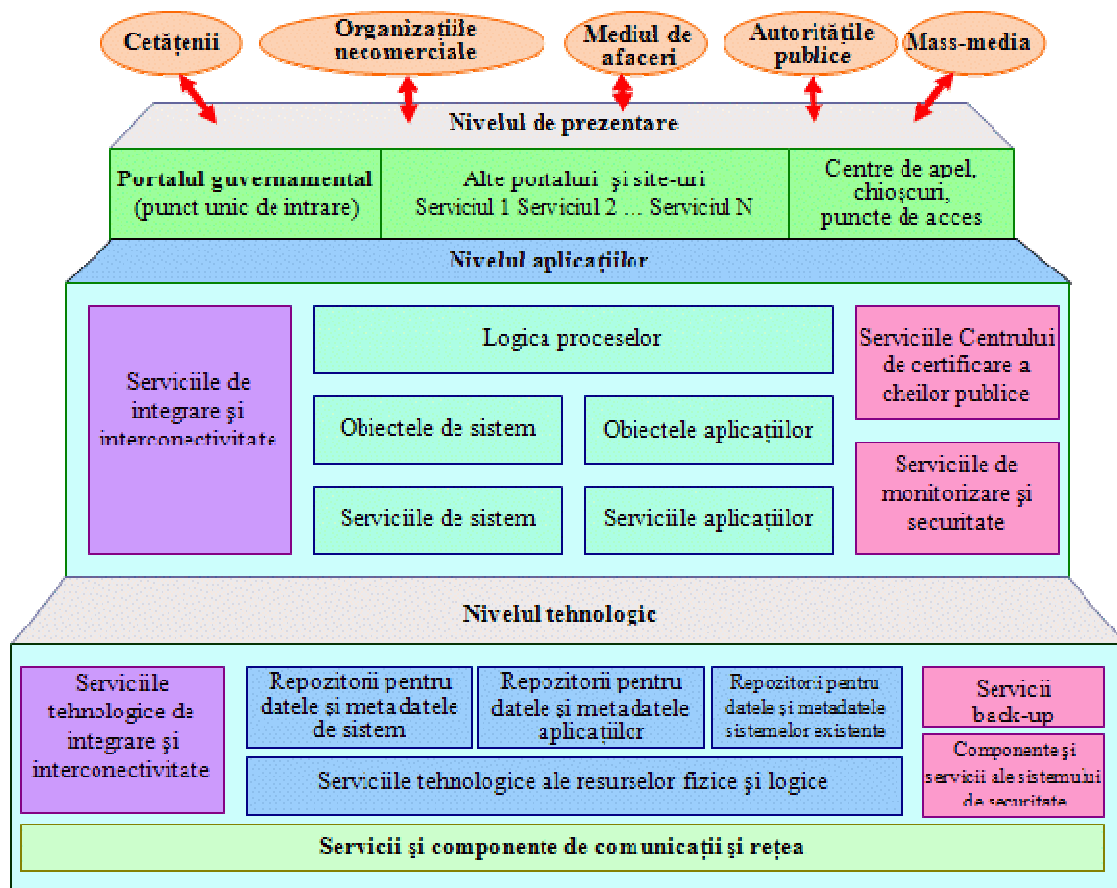 Cetățenii
Organizațiile
necomerciale
Mediul de
afaceri
Autoritățile
publice
Mass-media
Nivelul de prezentare
Portalul guvernamental
(punct unic de intrare)
Alte portaluri și site-uri
Serviciul 1 Serviciul 2 ... Serviciul N
Centre de apel,
chioșcuri,
puncte de acces
Nivelul aplicațiilor
Serviciile de
integrare și
interconectivitate
Logica proceselor
Obiectele de sistem
Obiectele aplicațiilor
Serviciile de sistem
Serviciile aplicațiilor
Serviciile Centrului
de certificare a
cheilor publice
Serviciile de
monitorizare și
securitate
Nivelul tehnologic
Serviciile
tehnologice de
integrare și
interconectivitate
Repozitorii pentru
datele și metadatele
de sistem
Repozitorii pentru
datele și metadatele
aplicațiilor
Repozitorii pentru
datele și metadatele
sistemelor existente
Serviciile tehnologice ale resurselor fizice și logice
Servicii
back-up
Componente și
servicii ale sistemului
de securitate
Servicii și componente de comunicații și rețea